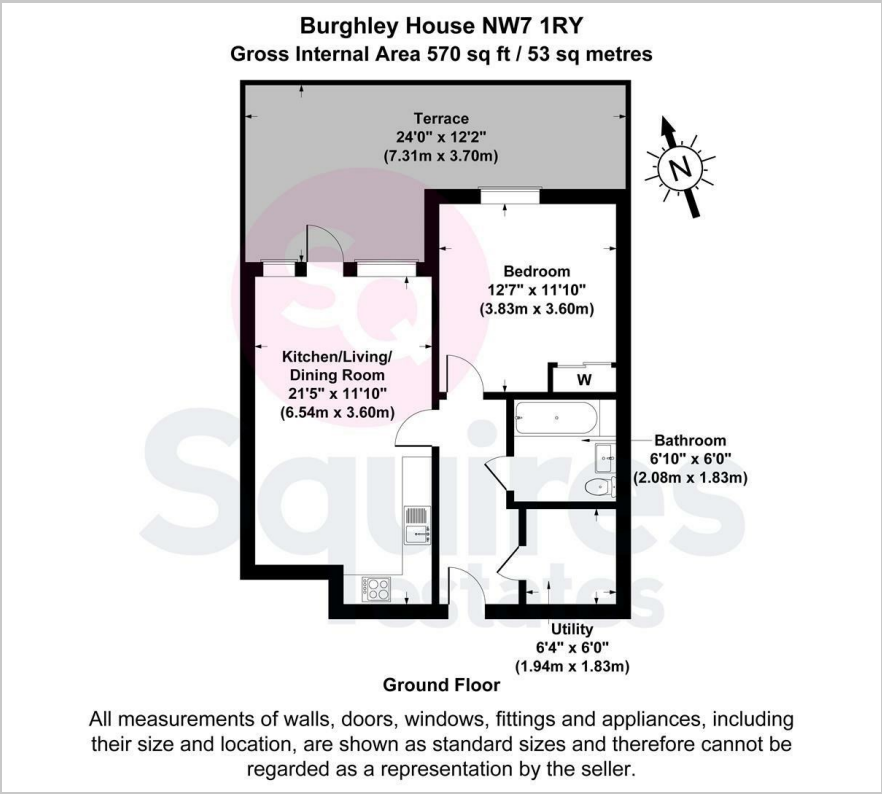 Burghley House NW7 1RY
Gross Internal Area 570 sq ft / 53 sq metres
Terrace
24'0" x 12'2"
(7.31m x 3.70m)
N
Bedroom
12'7" x 11'10"
(3.83m x 3.60m)
SQ
Kitchen/Living/
Dining Room
21'5" x 11'10"
(6.54m x 3.60m)
W
Bathroom
6'10" x 6'0"
(2.08m x 1.83m)
Squires
estates
Utility
6'4" x 6'0"
(1.94m x 1.83m)
Ground Floor
All measurements of walls, doors, windows, fittings and appliances, including
their size and location, are shown as standard sizes and therefore cannot be
regarded as a representation by the seller.